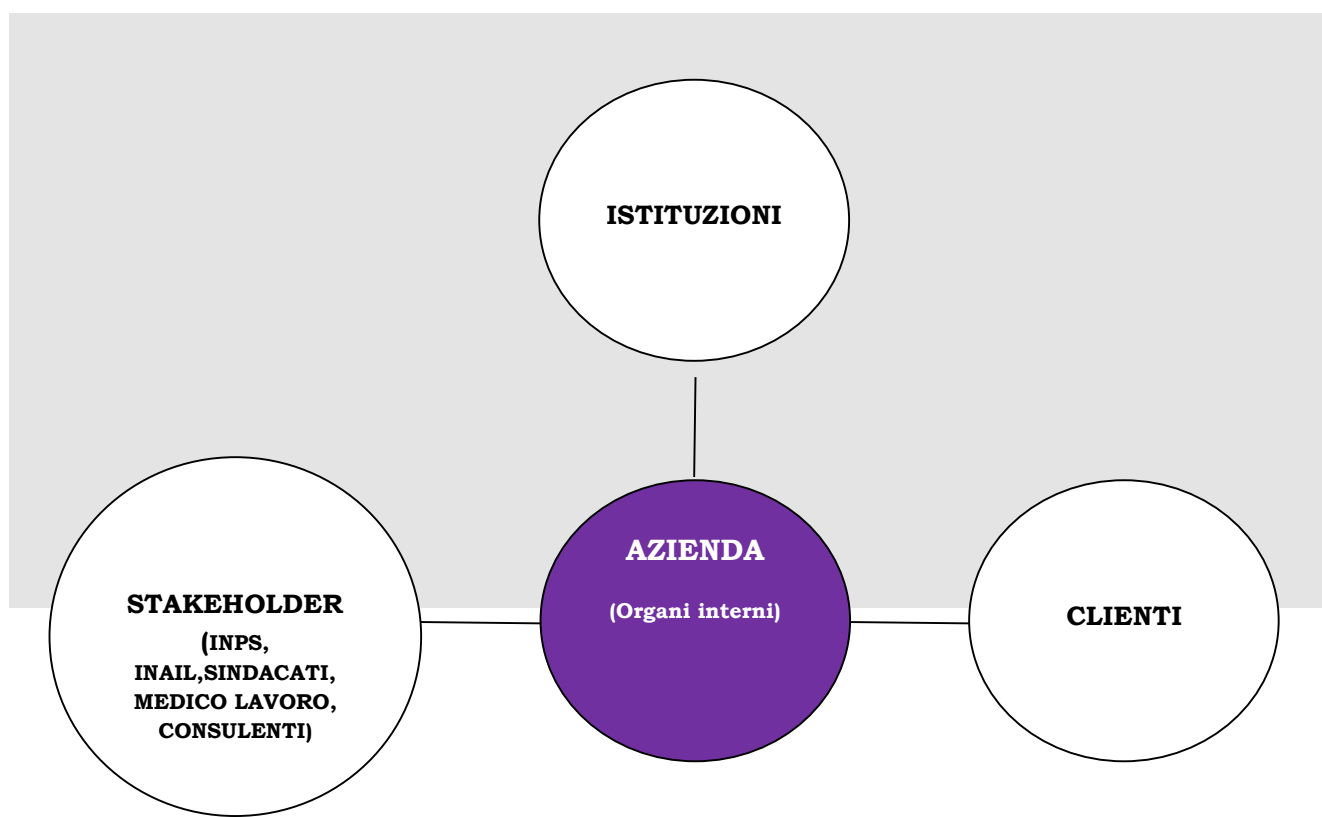 ISTITUZIONI
AZIENDA
(Organi interni)
STAKEHOLDER
(INPS,
INAIL,SINDACATI,
MEDICO LAVORO,
CONSULENTI)
CLIENTI